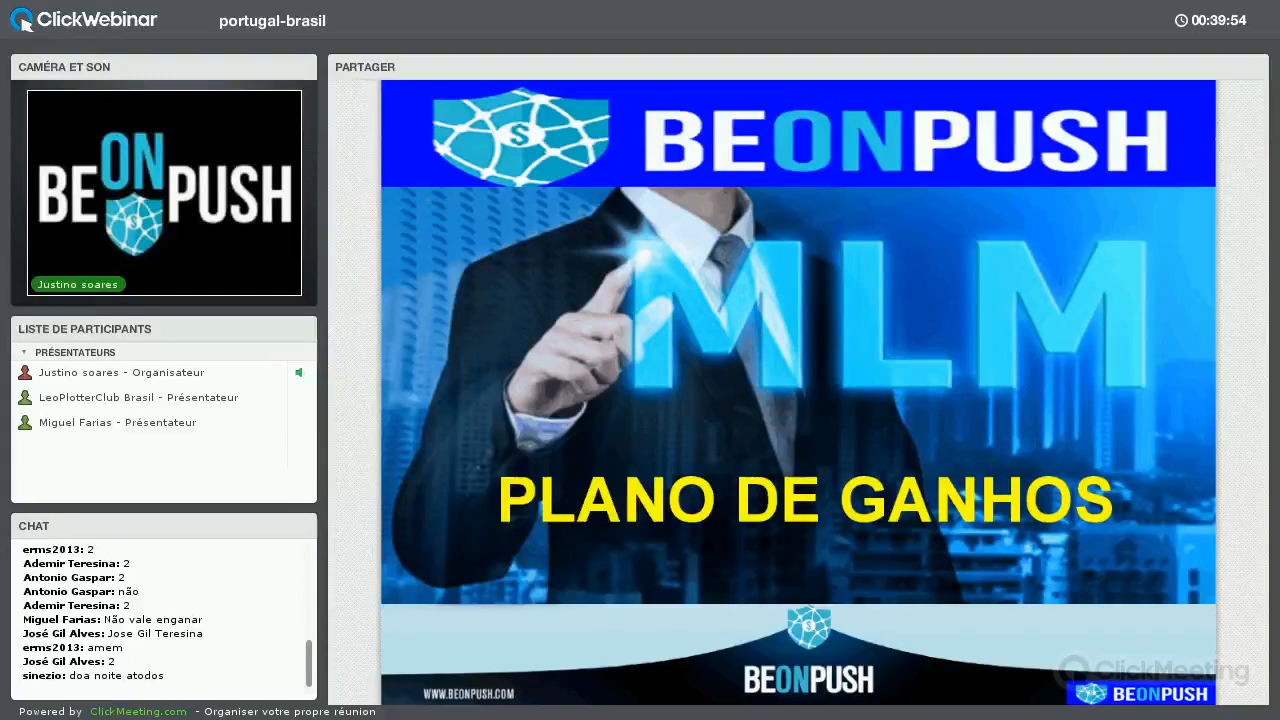 ClickWebinar
portugal-brasil
00:39:54
CAMÉRA ET SON
BEONPUSH
Justino soares
LISTE DE PARTICIPANTS
PRÉSENTATEURS
Justino soares - Organisateur
LeoPlotterClub Brasil - Présentateur
Miguel Farias - Présentateur
CHAT
erms2013: 2
Ademir Teresina: 2
Antonio Gaspar: 2
Antonio Gaspar: não
Ademir Teresina: 2
Miguel Farias: Não vale enganar
José Gil Alves: Jose Gil Teresina
erms2013: amem
José Gil Alves: 2
sinezio: doa noite atodos
PARTAGER
BEONPUSH
MLM
PLANO DE GANHOS
WWW.BEONPUSH.COM
BEONPUSH
ClickMeeting
BEONPUSH
Powered by ClickMeeting.com - Organiser votre propre réunion